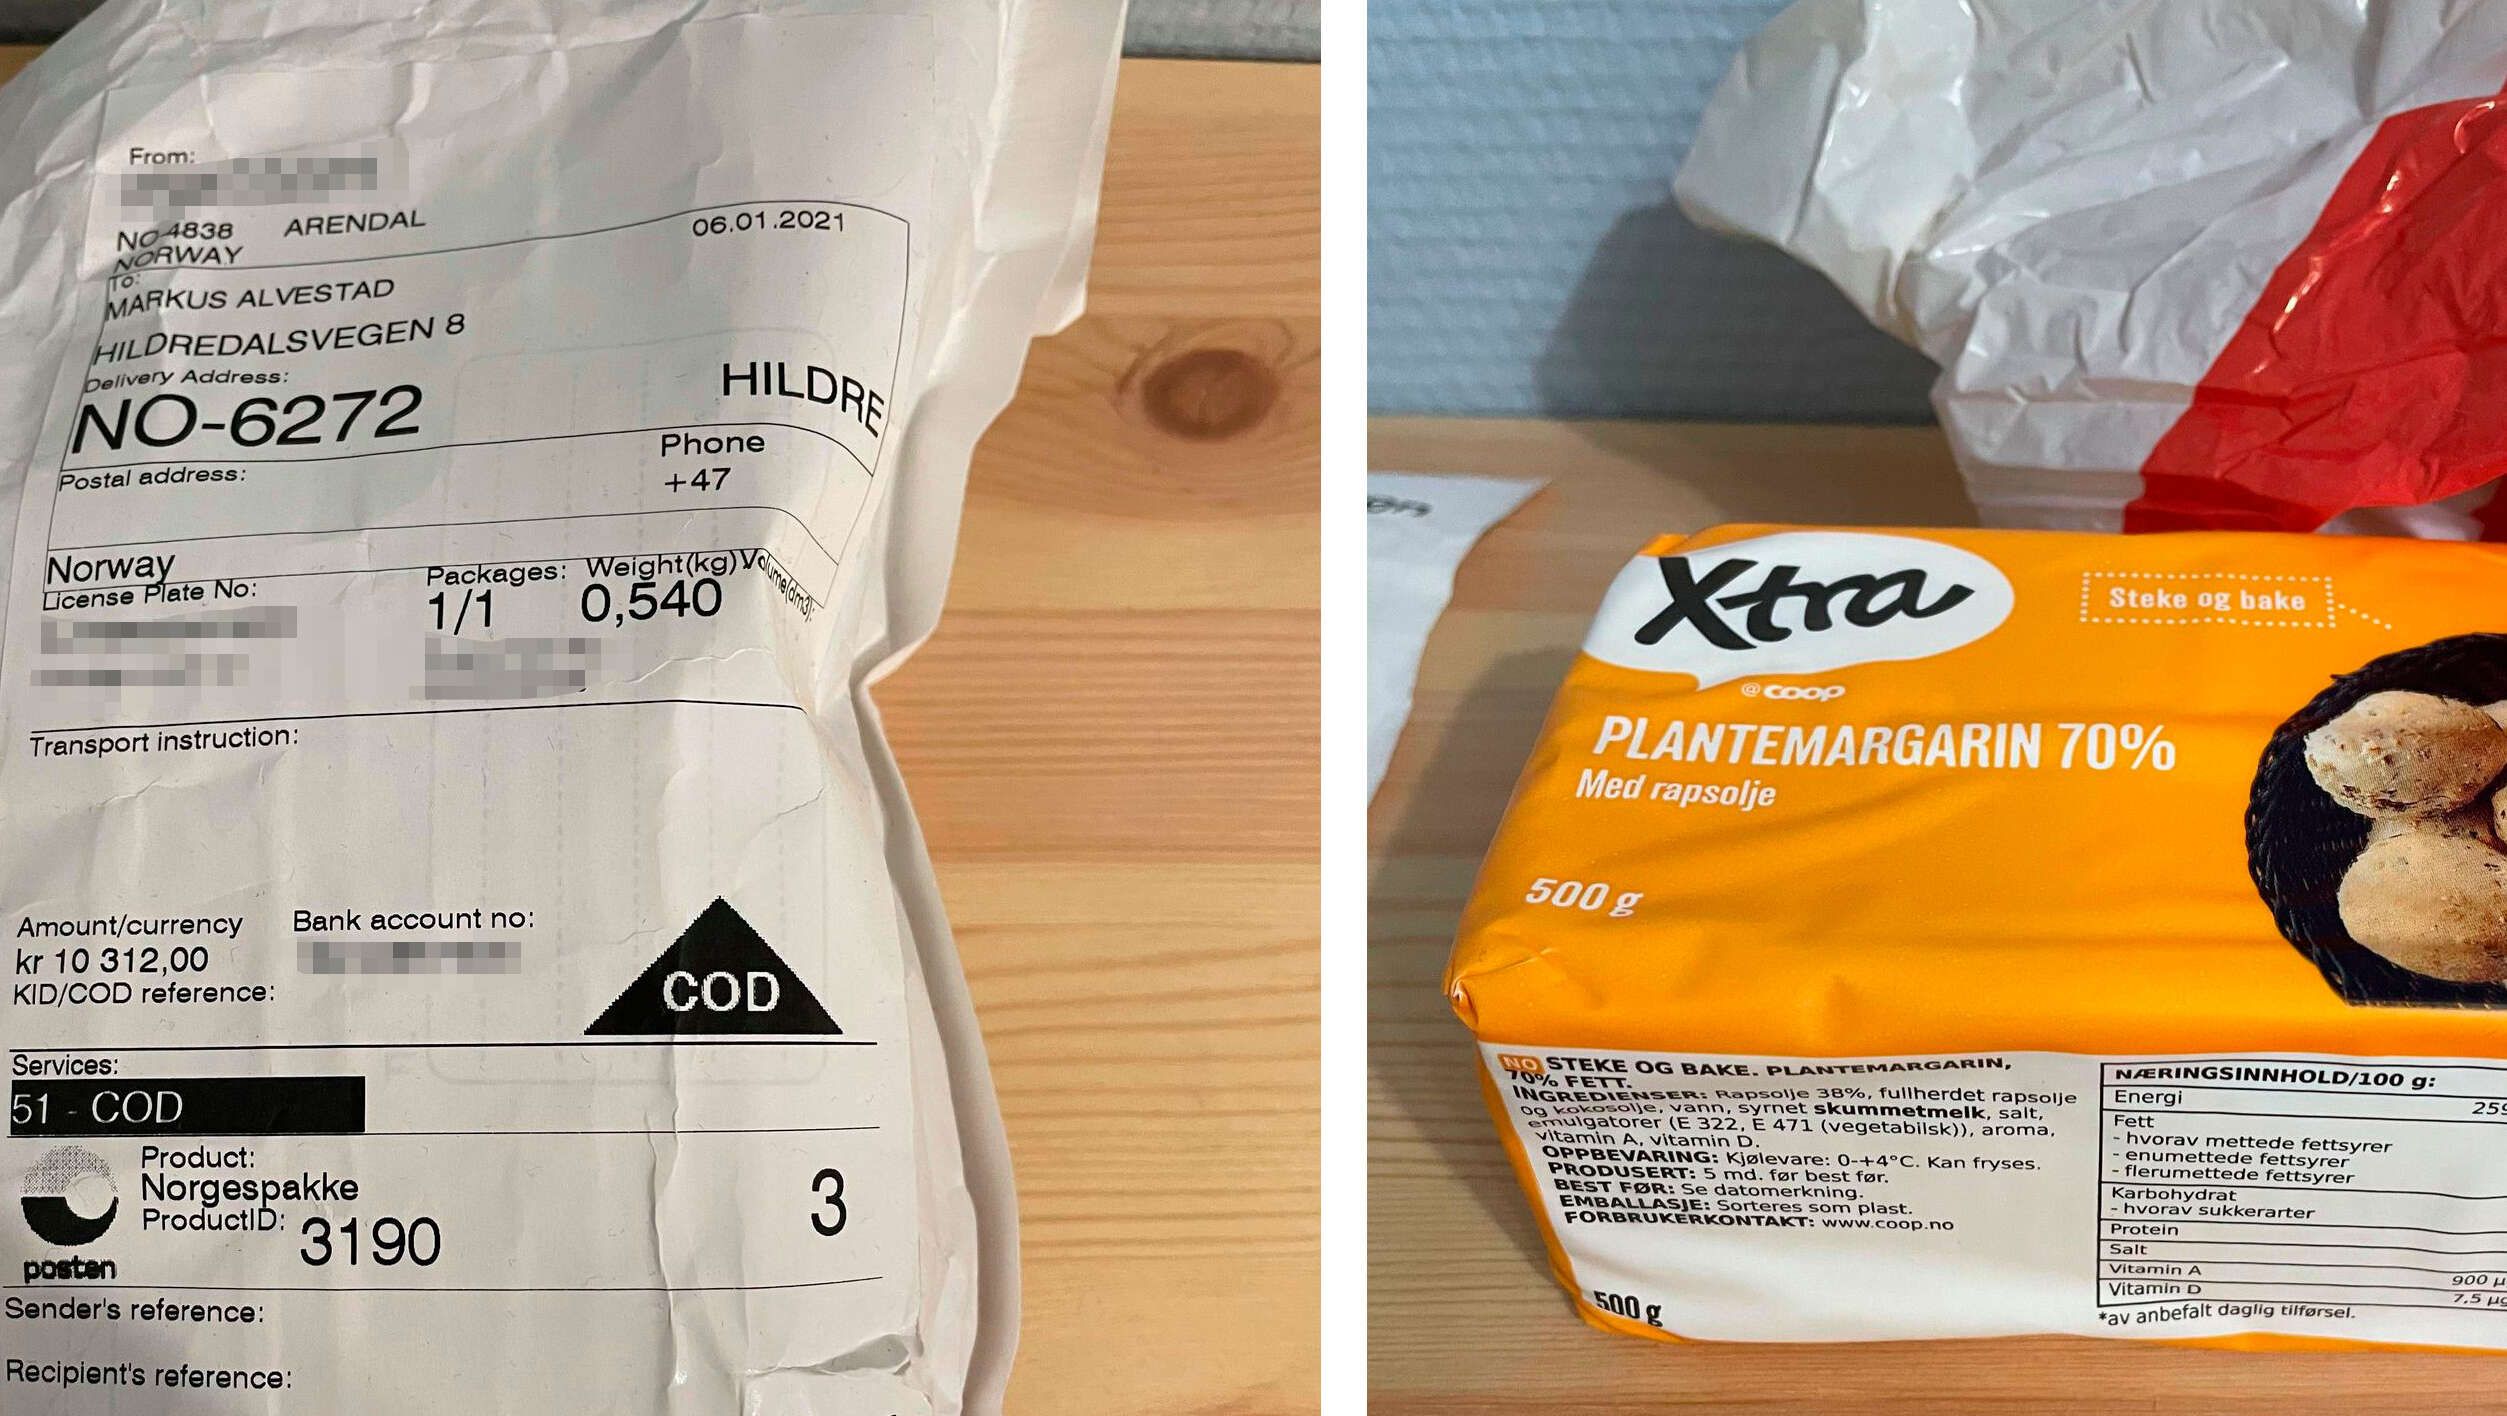 From:
NO-4838 ARENDAL
NORWAY
06.01.2021
To:
MARKUS ALVESTAD
HILDREDALSVEGEN 8
Delivery Address:
NO-6272 HILDRE
Postal address:
Phone
+47
Norway
License Plate No:
Packages: Weight(kg) Volume(dm3):
1/1 0,540
Transport instruction:
Amount/currency Bank account no:
kr 10 312,00
KID/COD reference:
COD
Services:
51 - COD
Product:
Norgespakke
ProductID: 3190
3
posten
Sender's reference:
Recipient's reference:
X-tra
@coop
Steke og bake
PLANTEMARGARIN 70%
Med rapsolje
500 g
NO STEKE OG BAKE. PLANTEMARGARIN,
70% FETT.
INGREDIENSER: Rapsolje 38%, fullherdet rapsolje
og kokosolje, vann, syrnet skummetmelk, salt,
emulgatorer (E 322, E 471 (vegetabilsk)), aroma,
vitamin A, vitamin D.
OPPBEVARING: Kjølevare: 0-+4°C. Kan fryses.
PRODUSERT: 5 md. før best før.
BEST FØR: Se datomerkning.
EMBALLASJE: Sorteres som plast.
FORBRUKERKONTAKT: www.coop.no
500 g
NÆRINGSINNHOLD/100 g:
Energi
259
Fett
- hvorav mettede fettsyrer
- enumettede fettsyrer
- flerumettede fettsyrer
Karbohydrat
- hvorav sukkerarter
Protein
Salt
Vitamin A 900 µ
Vitamin D 7,5 µg
*av anbefalt daglig tilførsel.